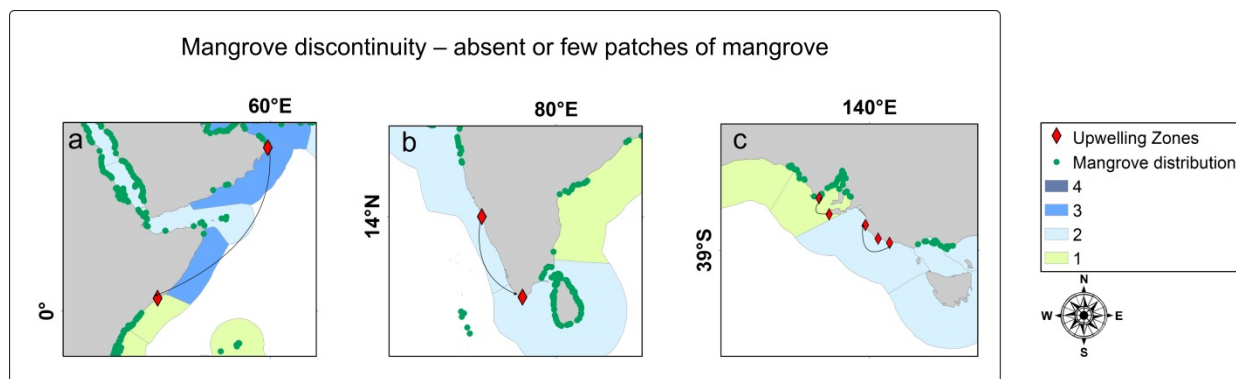 Mangrove discontinuity – absent or few patches of mangrove
60°E
80°E
140°E
a
b
c
0°
14°N
39°S
Upwelling Zones
Mangrove distribution
4
3
2
1
N
W
E
S